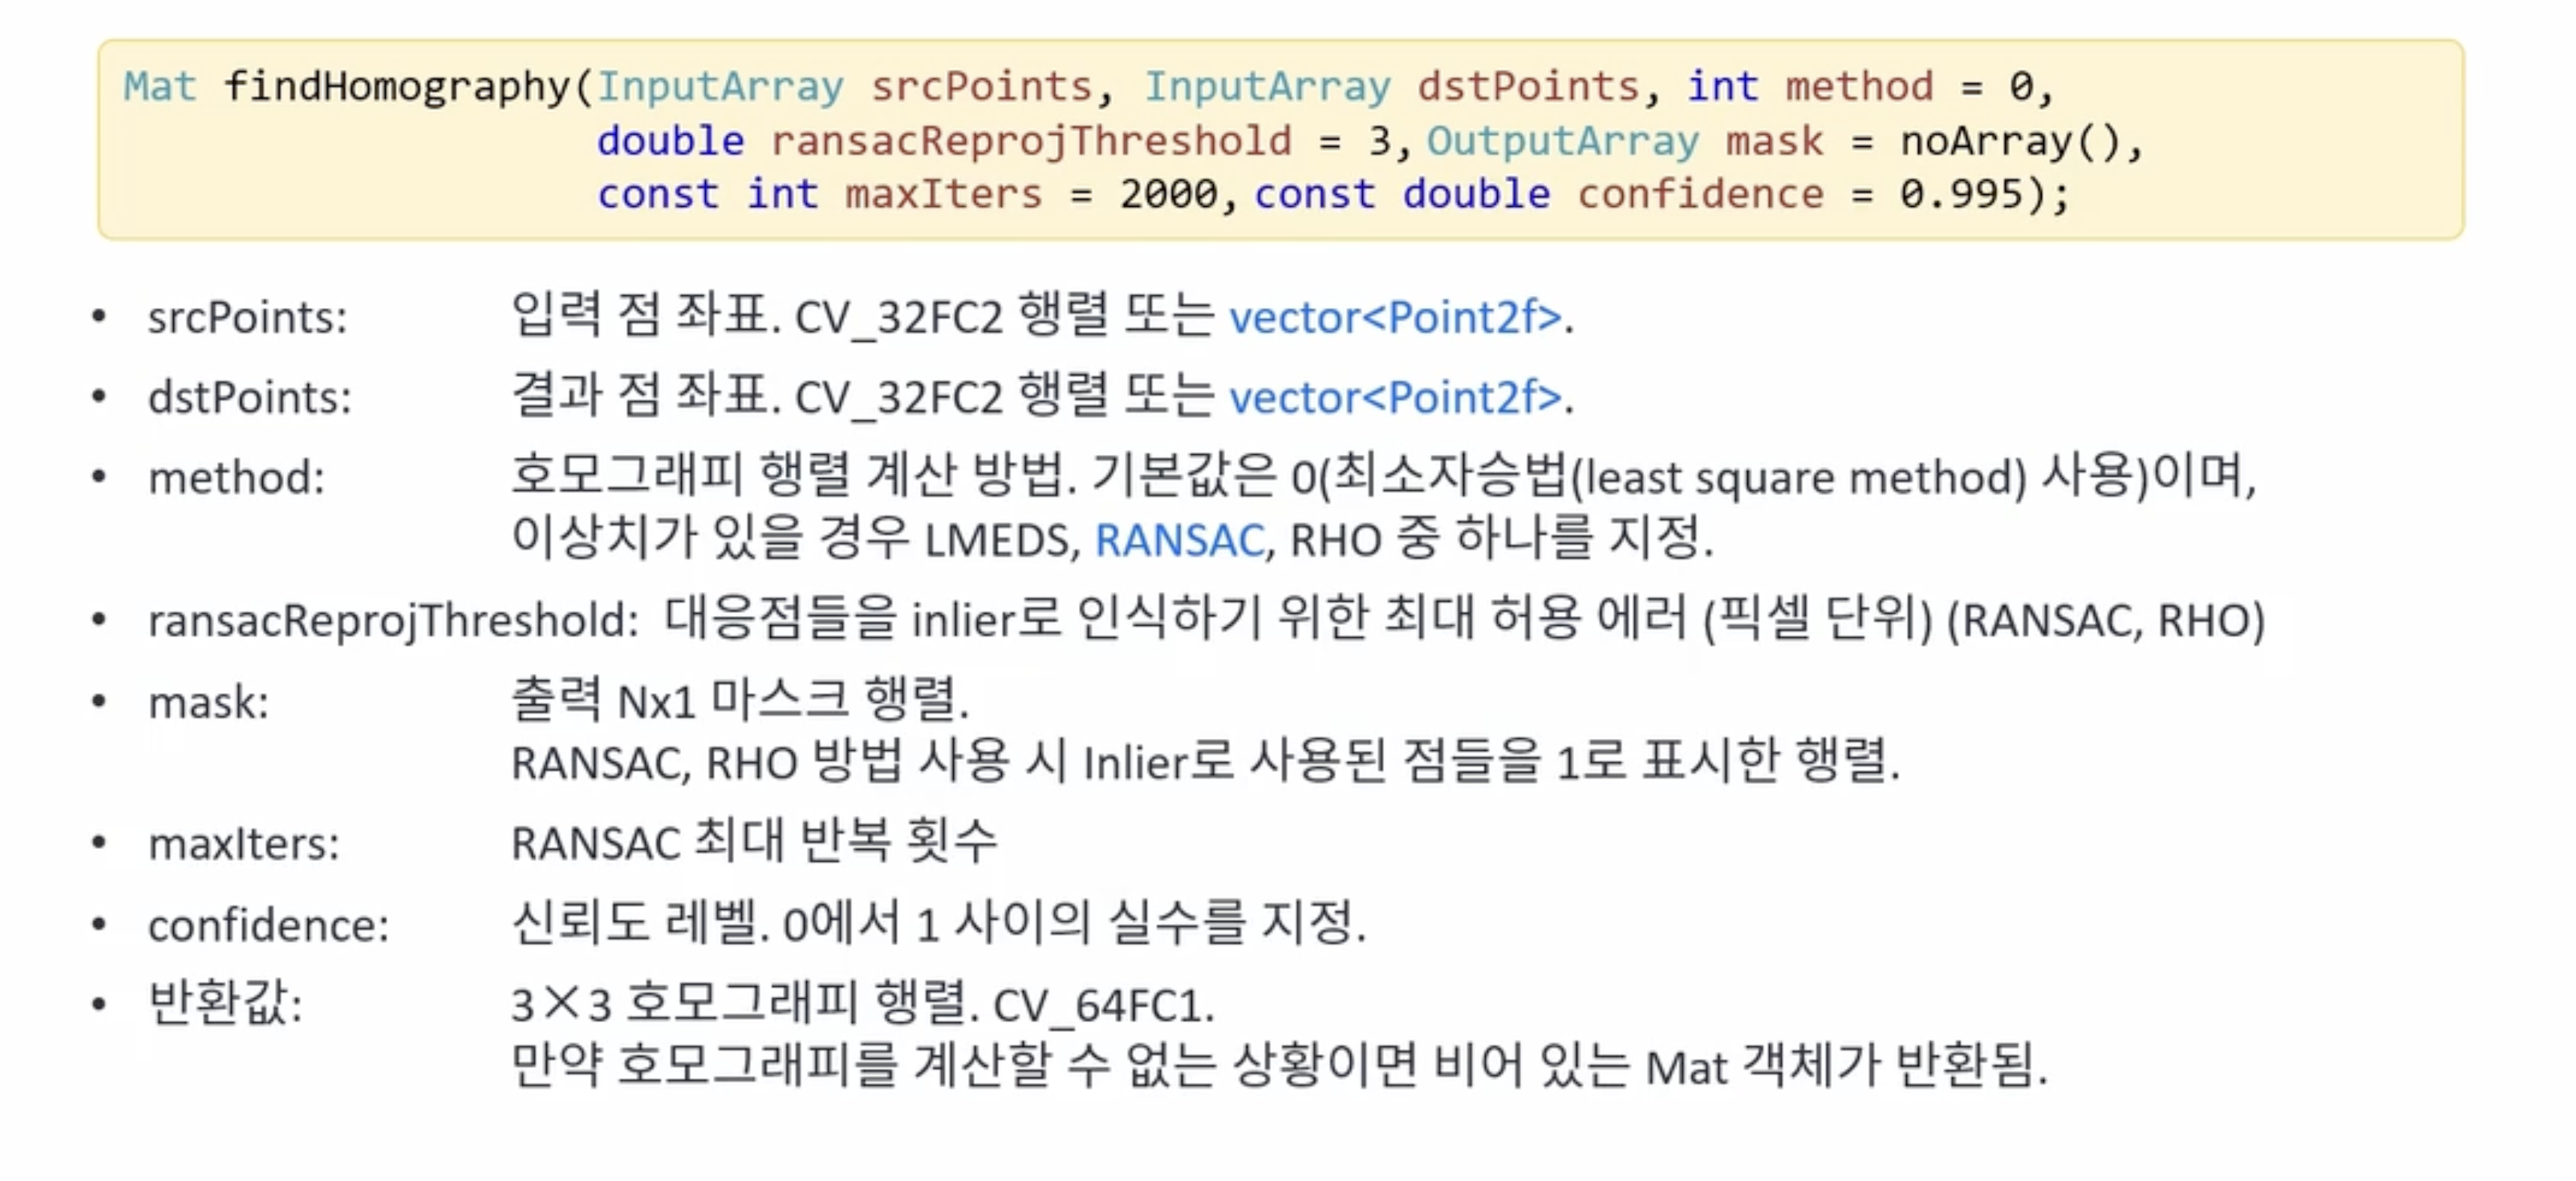 Mat findHomography(InputArray srcPoints, InputArray dstPoints, int method = 0,
double ransacReprojThreshold = 3, OutputArray mask = noArray(),
const int maxIters = 2000, const double confidence = 0.995);
• srcPoints: 입력 점 좌표. CV_32FC2 행렬 또는 vector<Point2f>.
• dstPoints: 결과 점 좌표. CV_32FC2 행렬 또는 vector<Point2f>.
• method: 호모그래피 행렬 계산 방법. 기본값은 0(최소자승법(least square method) 사용)이며,
이상치가 있을 경우 LMEDS, RANSAC, RHO 중 하나를 지정.
• ransacReprojThreshold: 대응점들을 inlier로 인식하기 위한 최대 허용 에러 (픽셀 단위) (RANSAC, RHO)
• mask: 출력 Nx1 마스크 행렬.
RANSAC, RHO 방법 사용 시 Inlier로 사용된 점들을 1로 표시한 행렬.
• maxIters: RANSAC 최대 반복 횟수
• confidence: 신뢰도 레벨. 0에서 1 사이의 실수를 지정.
• 반환값: 3×3 호모그래피 행렬. CV_64FC1.
만약 호모그래피를 계산할 수 없는 상황이면 비어 있는 Mat 객체가 반환됨.